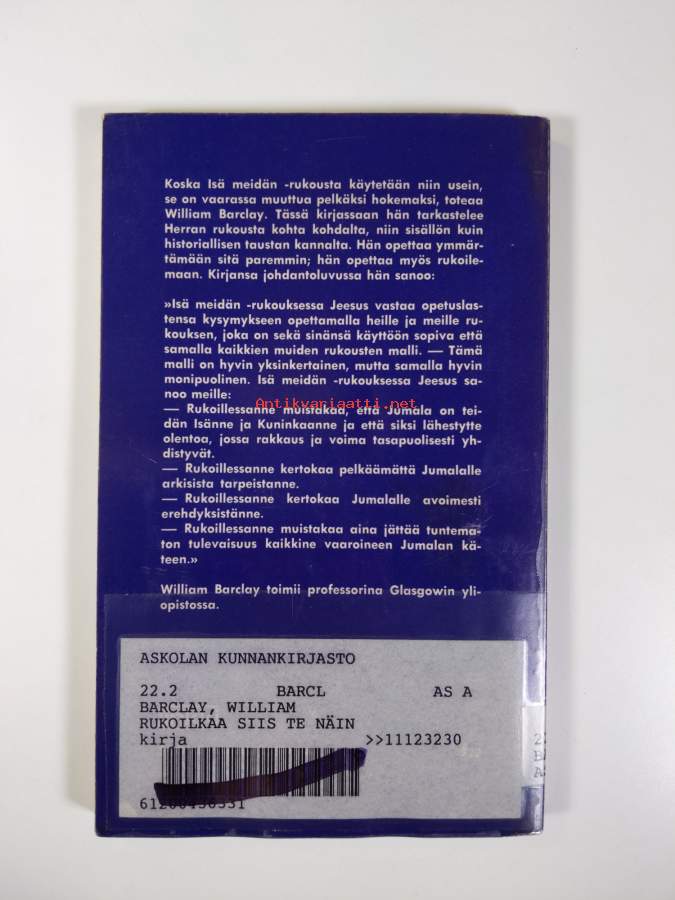 Koska Isä meidän -rukousta käytetään niin usein,
se on vaarassa muuttua pelkäksi hokemaksi, toteaa
William Barclay. Tässä kirjassaan hän tarkastelee
Herran rukousta kohta kohdalta, niin sisällön kuin
historiallisen taustan kannalta. Hän opettaa ymmär-
tämään sitä paremmin; hän opettaa myös rukoile-
maan. Kirjansa johdantoluvussa hän sanoo:
»Isä meidän -rukouksessa Jeesus vastaa opetuslas-
tensa kysymykseen opettamalla heille ja meille ru-
kouksen, joka on sekä sinänsä käyttöön sopiva että
samalla kaikkien muiden rukousten malli. — Tämä
malli on hyvin yksinkertainen, mutta samalla hyvin
monipuolinen. Isä meidän -rukouksessa Jeesus sa-
noo meille:
Antikvariaatti.net
— Rukoillessanne muistakaa, että Jumala on tei-
dän Isänne ja Kuninkaanne ja että siksi lähestytte
olentoa, jossa rakkaus ja voima tasapuolisesti yh-
distyvät.
— Rukoillessanne kertokaa pelkäämättä Jumalalle
arkisista tarpeistanne.
— Rukoillessanne kertokaa Jumalalle avoimesti
erehdyksistänne.
— Rukoillessanne muistakaa aina jättää tuntema-
ton tulevaisuus kaikkine vaaroineen Jumalan kä-
teen.»
William Barclay toimii professorina Glasgowin yli-
opistossa.
ASKOLAN KUNNANKIRJASTO
22.2 BARCL AS A
BARCLAY, WILLIAM
RUKOILKAA SIIS TE NÄIN
kirja >>11123230